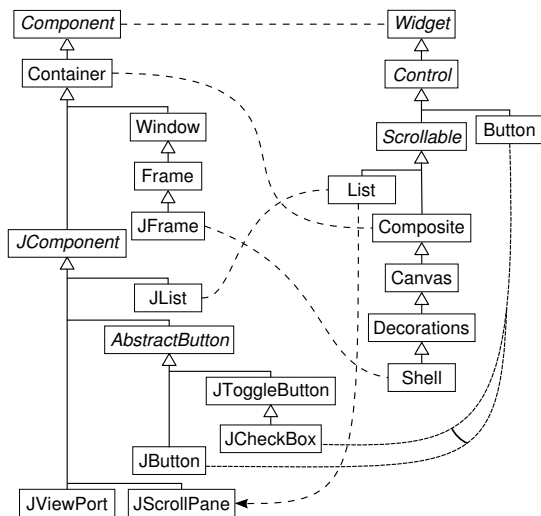 Component
Widget
Container
Control
Window
Scrollable
Button
Frame
List
JFrame
Composite
JComponent
Canvas
JList
Decorations
AbstractButton
Shell
JToggleButton
JCheckBox
JButton
JViewPort
JScrollPane